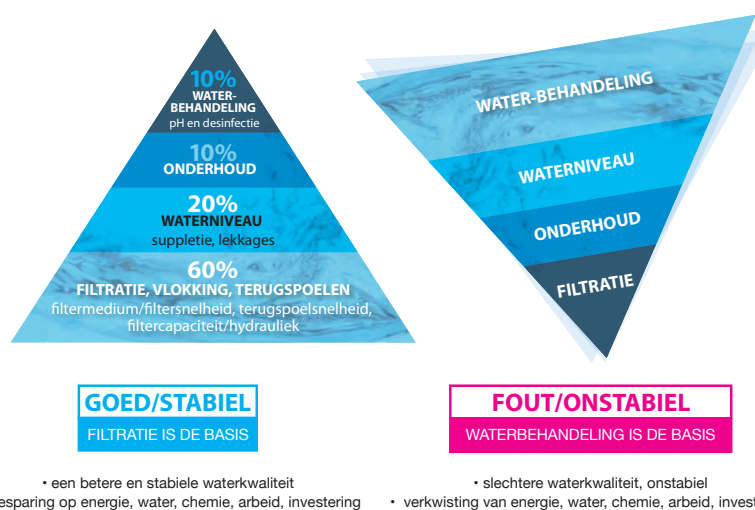 10%
WATER-
BEHANDELING
pH en desinfectie
10%
ONDERHOUD
20%
WATERNIVEAU
suppletie, lekkages
60%
FILTRATIE, VLOKKING, TERUGSPOELEN
filtermedium/filtersnelheid, terugspoelsnelheid,
filtercapaciteit/hydrauliek
WATER-BEHANDELING
WATERNIVEAU
ONDERHOUD
FILTRATIE
GOED/STABIEL
FILTRATIE IS DE BASIS
• een betere en stabiele waterkwaliteit
esparing op energie, water, chemie, arbeid, investering
FOUT/ONSTABIEL
WATERBEHANDELING IS DE BASIS
• slechtere waterkwaliteit, onstabiel
• verkwisting van energie, water, chemie, arbeid, invest